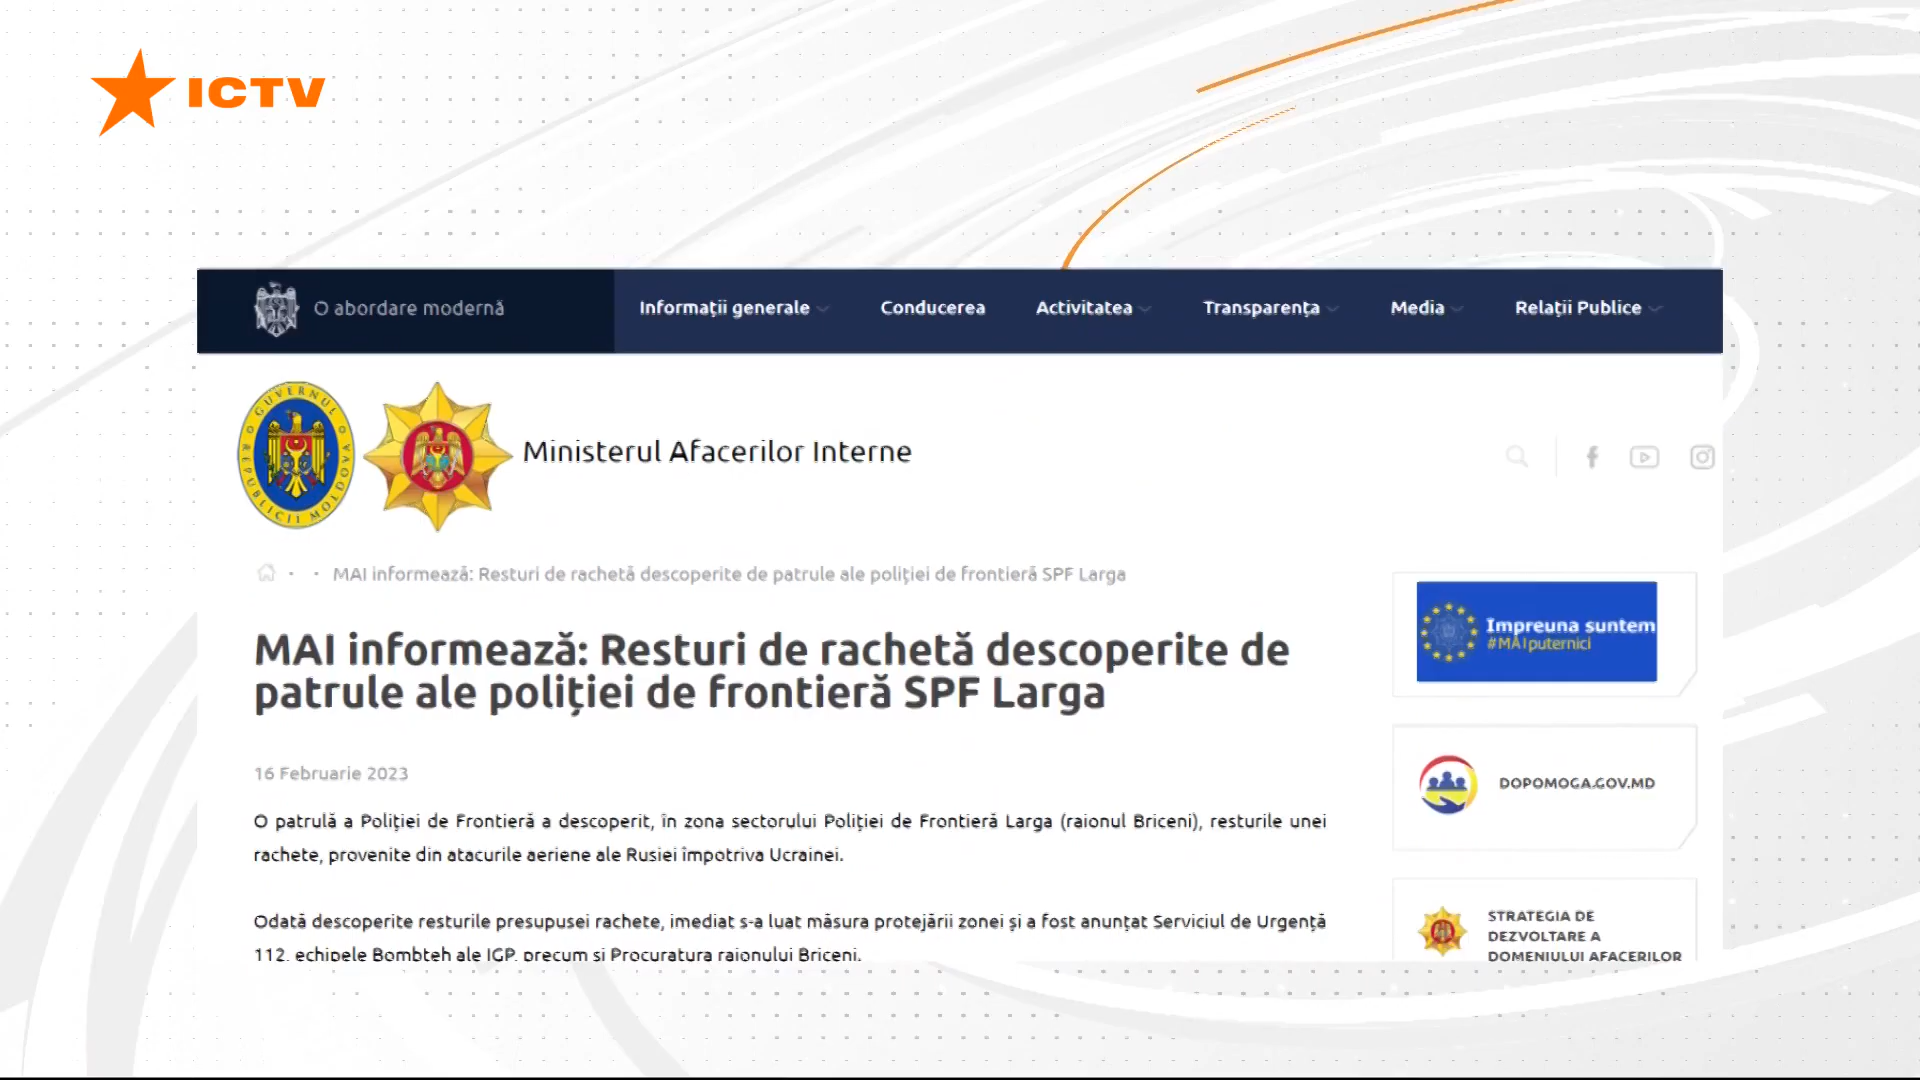 ICTV
O abordare modernă
Informații generale
Conducerea
Activitatea
Transparența
Media
Relații Publice
GUVERNUL REPUBLICII MOLDOVA
Ministerul Afacerilor Interne
MAI informează: Resturi de rachetă descoperite de patrule ale poliției de frontieră SPF Larga
MAI informează: Resturi de rachetă descoperite de
patrule ale poliției de frontieră SPF Larga
16 Februarie 2023
O patrulă a Poliției de Frontieră a descoperit, în zona sectorului Poliției de Frontieră Larga (raionul Briceni), resturile unei
rachete, provenite din atacurile aeriene ale Rusiei împotriva Ucrainei.
Odată descoperite resturile presupusei rachete, imediat s-a luat măsura protejării zonei și a fost anunțat Serviciul de Urgență
112, echipele Bombteh ale IGP, precum și Procuratura raionului Briceni.
Impreuna suntem
#MAIputernici
DOPOMOGA.GOV.MD
STRATEGIA DE
DEZVOLTARE A
DOMENIULUI AFACERILOR